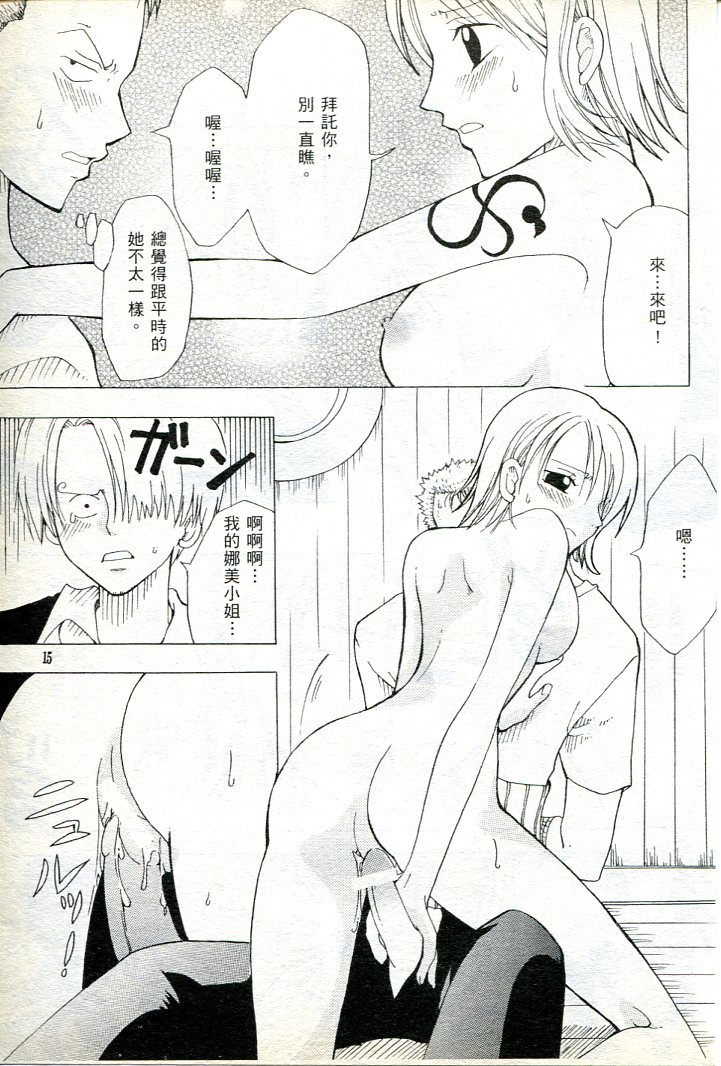 來…來吧！
拜託你，
別一直瞧。
喔…喔喔…
總覺得跟平時的
她不太一樣。
嗯……
ガーン
啊啊啊…
我的娜美小姐…
15
ニュルッ！